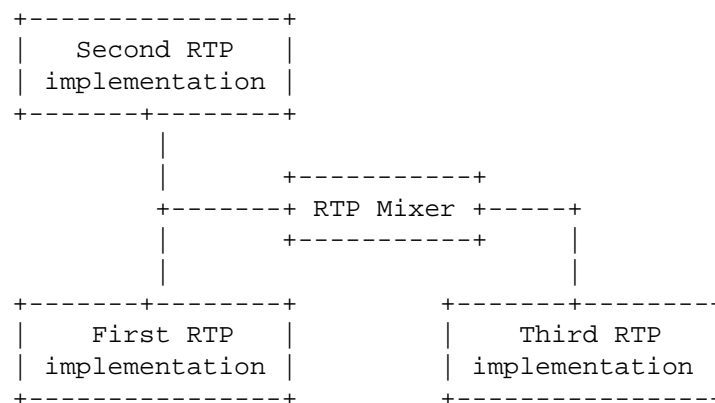 Second RTP
implementation
RTP Mixer
First RTP
implementation
Third RTP
implementation